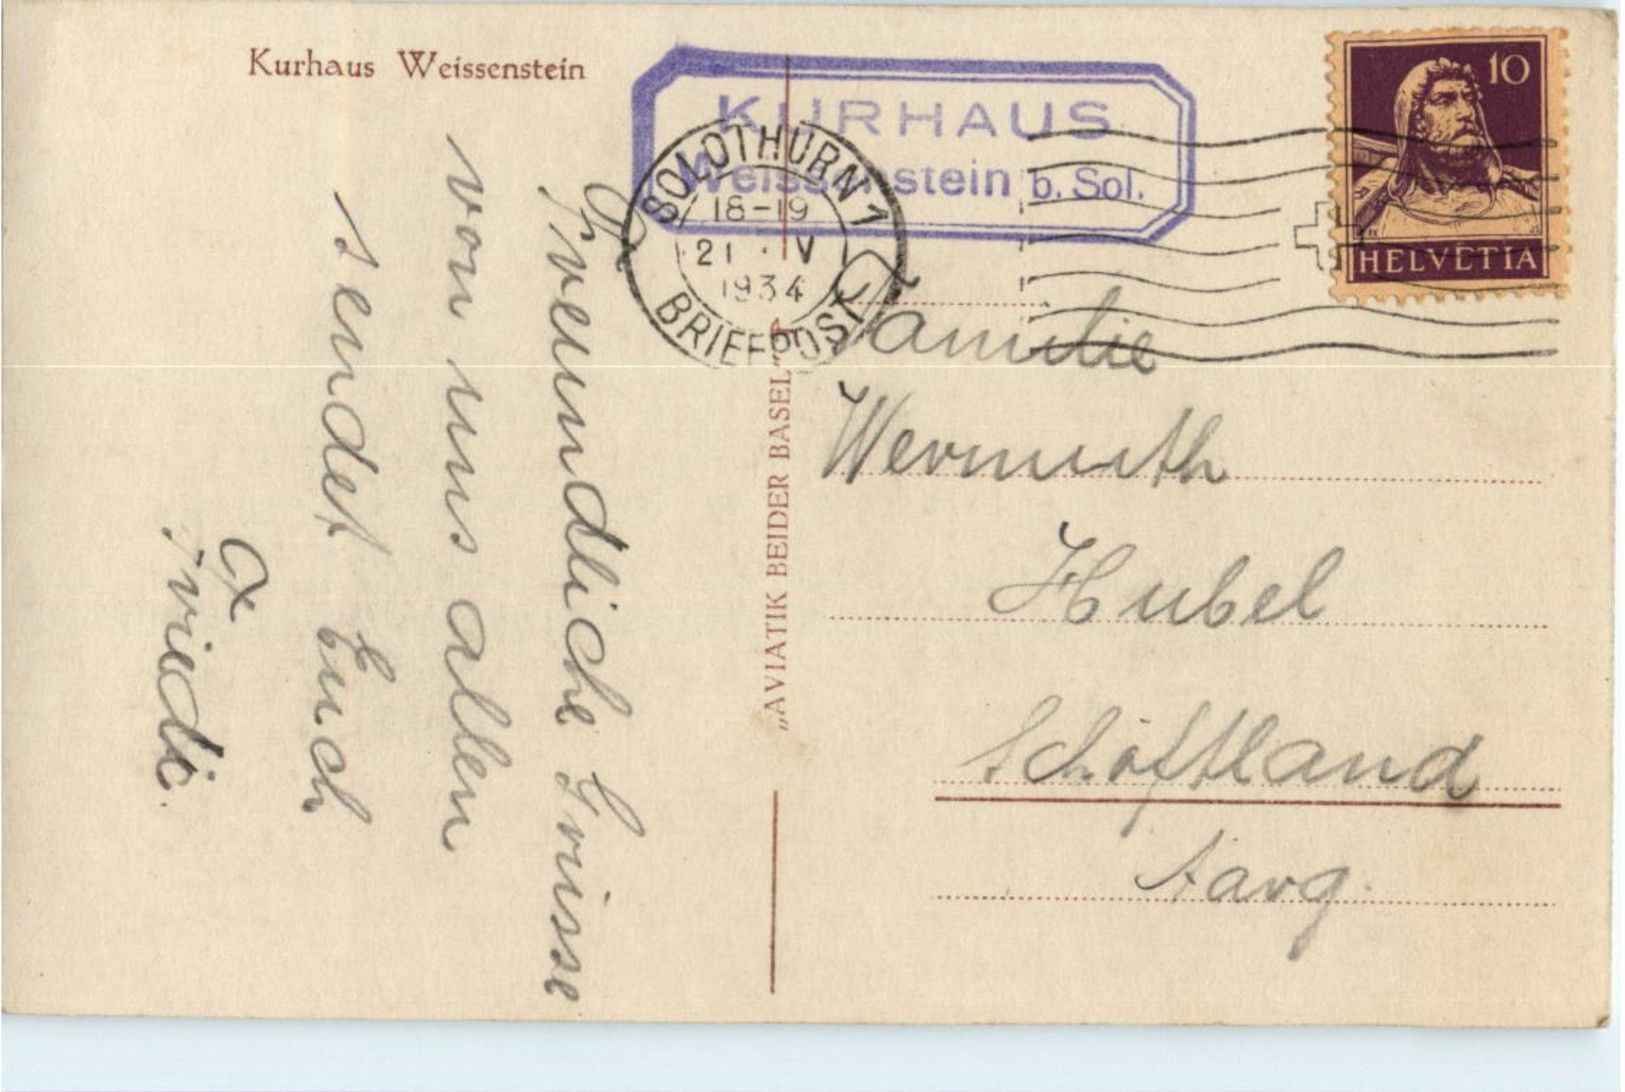 Kurhaus Weissenstein
KURHAUS
Weissenstein b. Sol.
SOLOTHURN 1
18-19
21 · V
1934
BRIEFPOST
10
HELVETIA
Freundliche Grüsse
von uns allen
sendet Euch
Friedi.
„AVIATIK BEIDER BASEL"
Familie
Wermuth
Hubel
Schöftland
Aarg.